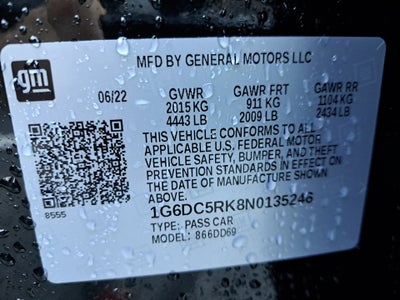 gm
MFD BY GENERAL MOTORS LLC
06/22 GVWR GAWR FRT GAWR RR
2015 KG 911 KG 1104 KG
4443 LB 2009 LB 2434 LB
THIS VEHICLE CONFORMS TO ALL
APPLICABLE U.S. FEDERAL MOTOR
VEHICLE SAFETY, BUMPER, AND THEFT
PREVENTION STANDARDS IN EFFECT ON
THE DATE OF MANUFACTURE SHOWN
ABOVE.
8555
1G6DC5RK8N0135246
TYPE: PASS CAR
MODEL: 866DD69